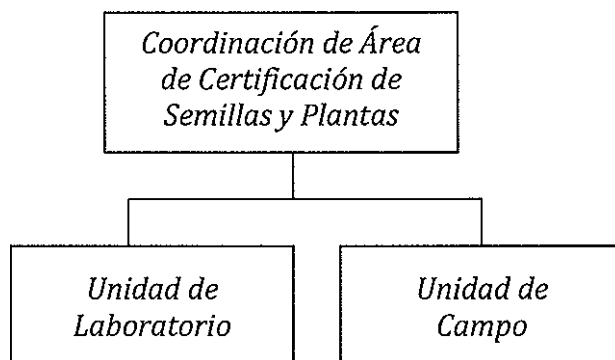 Coordinación de Área
de Certificación de
Semillas y Plantas
Unidad de
Laboratorio
Unidad de
Campo